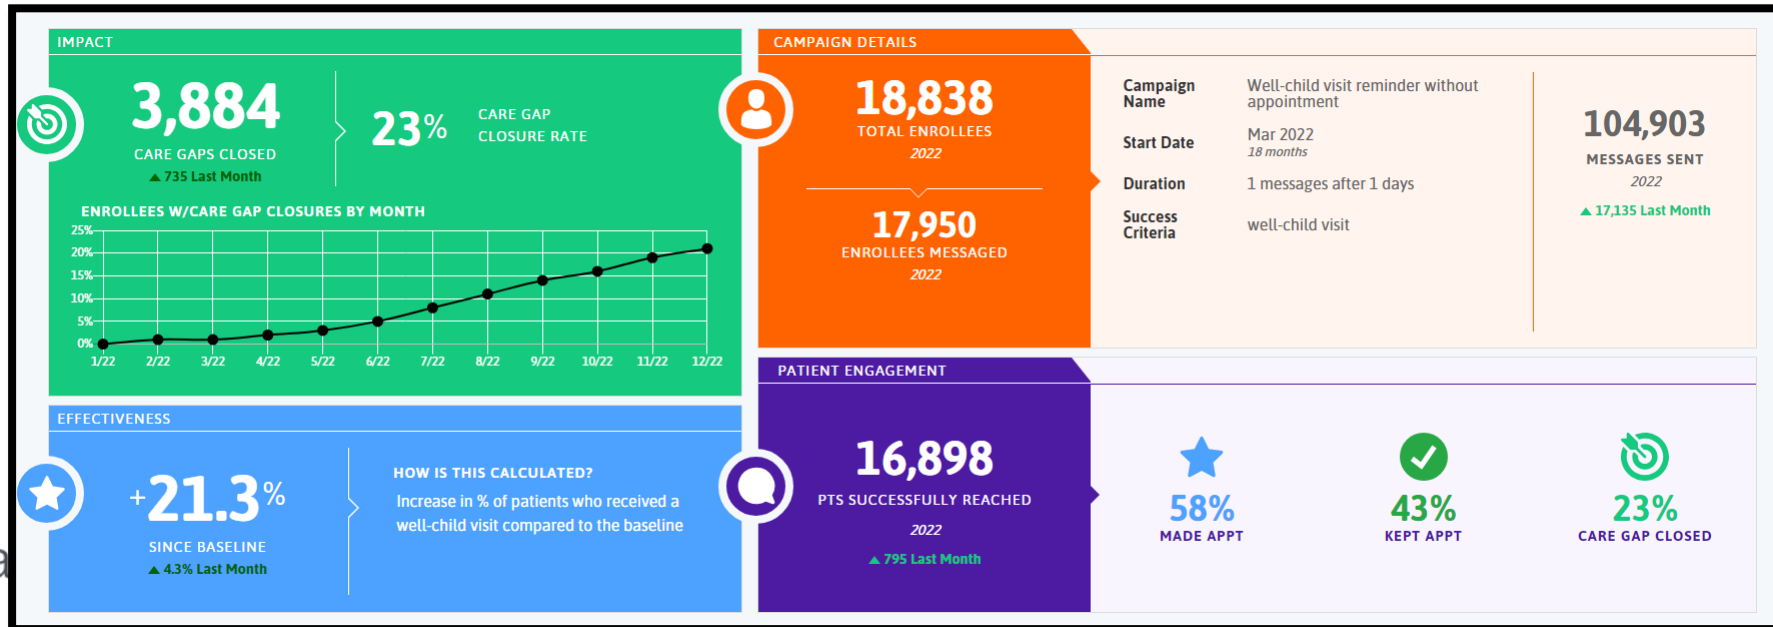 IMPACT
3,884
CARE GAPS CLOSED
▲ 735 Last Month
23%
CARE GAP
CLOSURE RATE
ENROLLEES W/CARE GAP CLOSURES BY MONTH
25%
20%
15%
10%
5%
0%
1/22 2/22 3/22 4/22 5/22 6/22 7/22 8/22 9/22 10/22 11/22 12/22
EFFECTIVENESS
+21.3%
SINCE BASELINE
▲ 4.3% Last Month
HOW IS THIS CALCULATED?
Increase in % of patients who received a
well-child visit compared to the baseline
CAMPAIGN DETAILS
18,838
TOTAL ENROLLEES
2022
17,950
ENROLLEES MESSAGED
2022
Campaign
Name
Well-child visit reminder without
appointment
Start Date
Mar 2022
18 months
Duration
1 messages after 1 days
Success
Criteria
well-child visit
104,903
MESSAGES SENT
2022
▲ 17,135 Last Month
PATIENT ENGAGEMENT
16,898
PTS SUCCESSFULLY REACHED
2022
▲ 795 Last Month
58%
MADE APPT
43%
KEPT APPT
23%
CARE GAP CLOSED